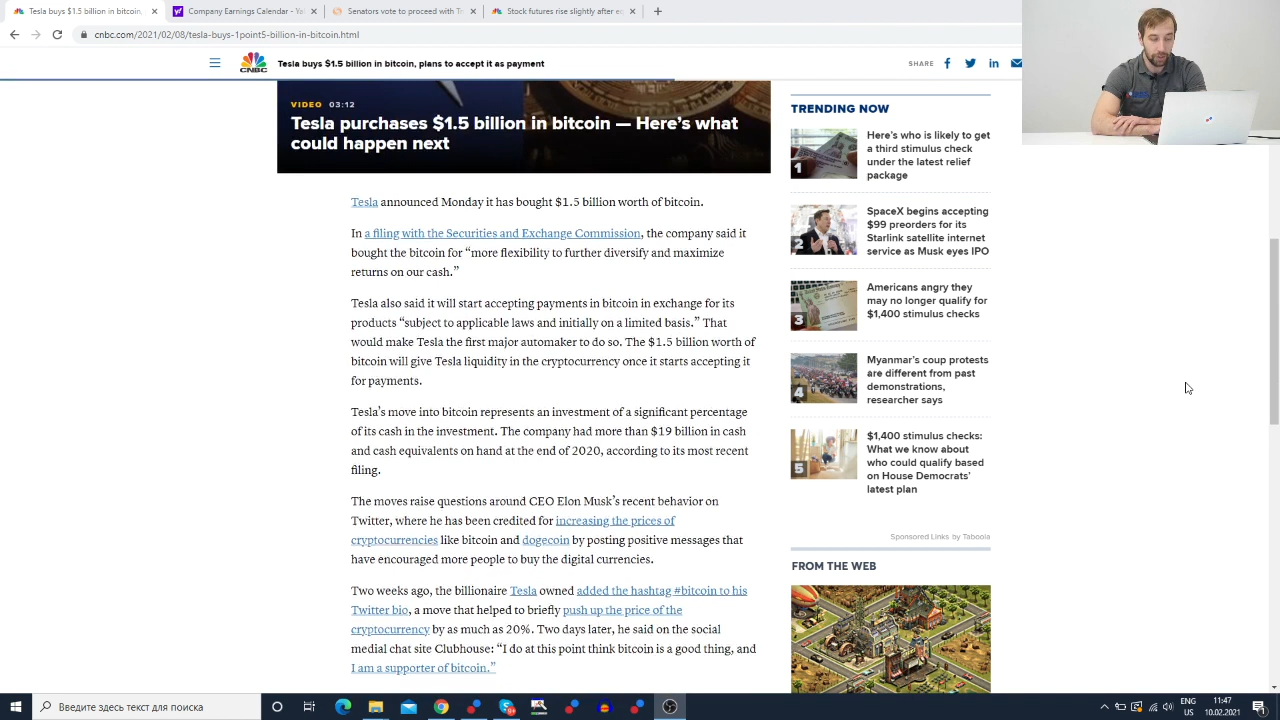 Tesla buys $1.5 billion in bitcoin,
Company Earnings Calendar - Ya
Senators vote to proceed with Tr
Stock futures rise slightly after e
cnbc.com/2021/02/08/tesla-buys-1point5-billion-in-bitcoin.html
CNBC
Tesla buys $1.5 billion in bitcoin, plans to accept it as payment
SHARE
VIDEO 03:12
Tesla purchases $1.5 billion in bitcoin — Here's what
could happen next
Tesla announced Monday it has bought $1.5 billion worth of bitcoin.
In a filing with the Securities and Exchange Commission, the company said it
bought the bitcoin for “more flexibility to further diversify and maximize
returns on our cash.”
Tesla also said it will start accepting payments in bitcoin in exchange for its
products “subject to applicable laws and initially on a limited basis.” That
would make Tesla the first major automaker to do so. The $1.5 billion worth of
bitcoin will give Tesla liquidity in the cryptocurrency once it starts accepting it
for payments.
Tesla’s move into bitcoin represents an investment of a significant percentage
of its cash in the investment. The company had more than $19 billion in cash
and cash equivalents on hand at the end of 2020, according to its most recent
filing.
The moves raise questions around CEO Elon Musk’s recent behavior on
Twitter, where he has been credited for increasing the prices of
cryptocurrencies like bitcoin and dogecoin by posting positive messages that
have encouraged more people to buy the digital currencies.
Two weeks ago, the billionaire Tesla owned added the hashtag #bitcoin to his
Twitter bio, a move that helped to briefly push up the price of the
cryptocurrency by as much as 20%. Two days later, he said on the social
medial chat site Clubhouse: “I do at this point think bitcoin is a good thing, and
I am a supporter of bitcoin.”
TRENDING NOW
1
Here's who is likely to get
a third stimulus check
under the latest relief
package
2
SpaceX begins accepting
$99 preorders for its
Starlink satellite internet
service as Musk eyes IPO
3
Americans angry they
may no longer qualify for
$1,400 stimulus checks
4
Myanmar's coup protests
are different from past
demonstrations,
researcher says
5
$1,400 stimulus checks:
What we know about
who could qualify based
on House Democrats'
latest plan
Sponsored Links by Taboola
FROM THE WEB
Введите здесь текст, для поиска
ENG
US
11:47
10.02.2021